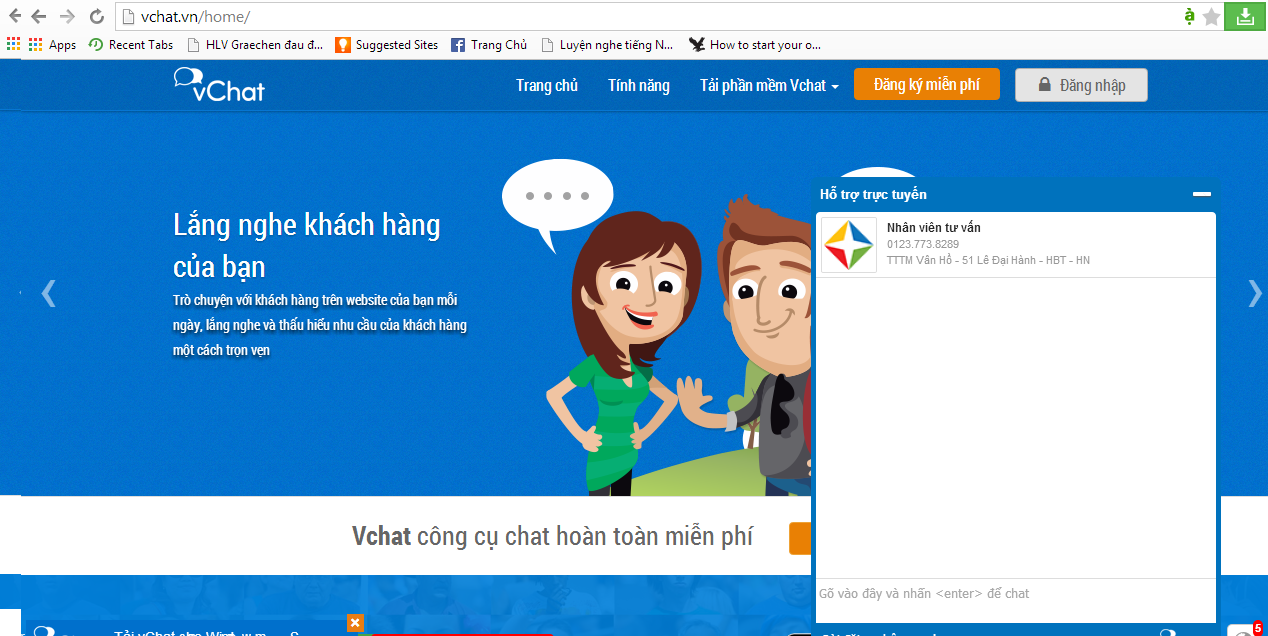 vchat.vn/home/
Apps Recent Tabs HLV Graechen đau đ... Suggested Sites Trang Chủ Luyện nghe tiếng N... How to start your o...
vChat
Trang chủ Tính năng Tải phần mềm Vchat Đăng ký miễn phí Đăng nhập
Lắng nghe khách hàng
của bạn
Trò chuyện với khách hàng trên website của bạn mỗi
ngày, lắng nghe và thấu hiểu nhu cầu của khách hàng
một cách trọn vẹn
Hỗ trợ trực tuyến
Nhân viên tư vấn
0123.773.8289
TTTM Vân Hồ - 51 Lê Đại Hành - HBT - HN
Gõ vào đây và nhấn <enter> để chat
Vchat công cụ chat hoàn toàn miễn phí
Tải vChat cho
5